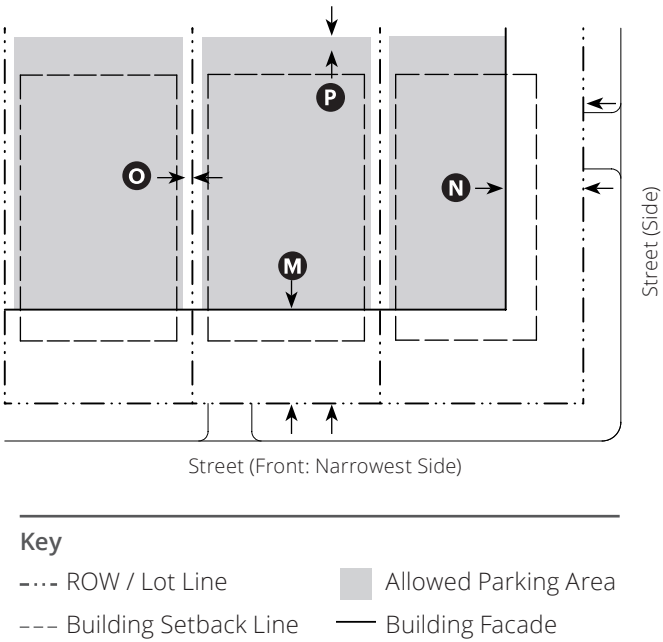 P
O
N
M
Street (Side)
Street (Front: Narrowest Side)
Key
ROW / Lot Line
Allowed Parking Area
Building Setback Line
Building Facade